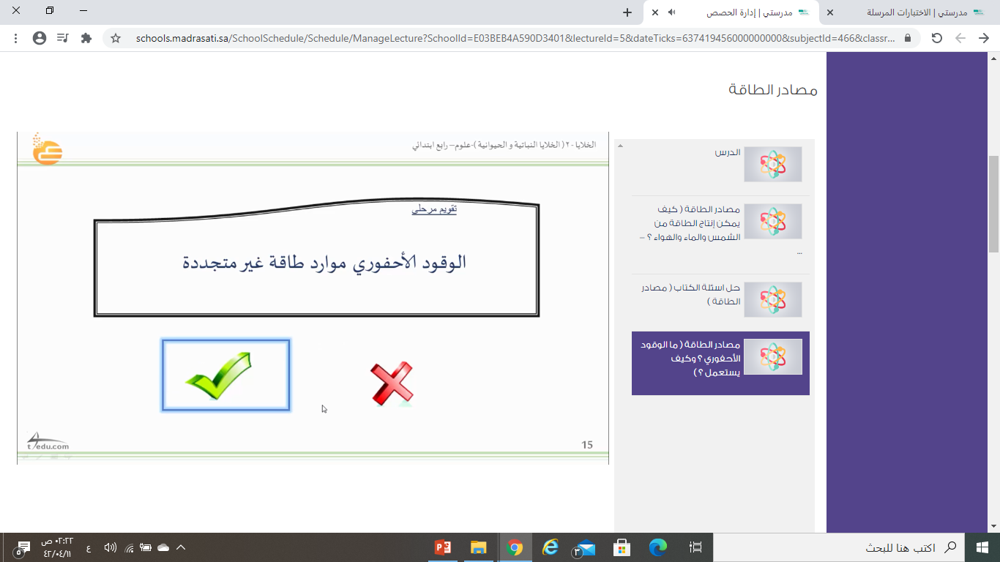 مدرستي | الاختبارات المرسلة
مدرستي | إدارة الحصص
schools.madrasati.sa/SchoolSchedule/Schedule/ManageLecture?SchoolId=E03BEB4A590D3401&lectureId=5&dateTicks=637419456000000000&subjectId=466&classr...
مصادر الطاقة
الدرس
مصادر الطاقة ( كيف
يمكن إنتاج الطاقة من
الشمس والماء والهواء ؟ –
...
حل اسئلة الكتاب ( مصادر
الطاقة )
مصادر الطاقة ( ما الوقود
الأحفوري ؟ وكيف
يستعمل ؟ )
الخلايا - ٢ ( الخلايا النباتية و الحيوانية )-علوم– رابع ابتدائي
تقويم مرحلي
الوقود الأحفوري موارد طاقة غير متجددة
t4edu.com
15
اكتب هنا للبحث
٣
ع
٠٢:٢٢ ص
٤٢/٠٤/١١
٥